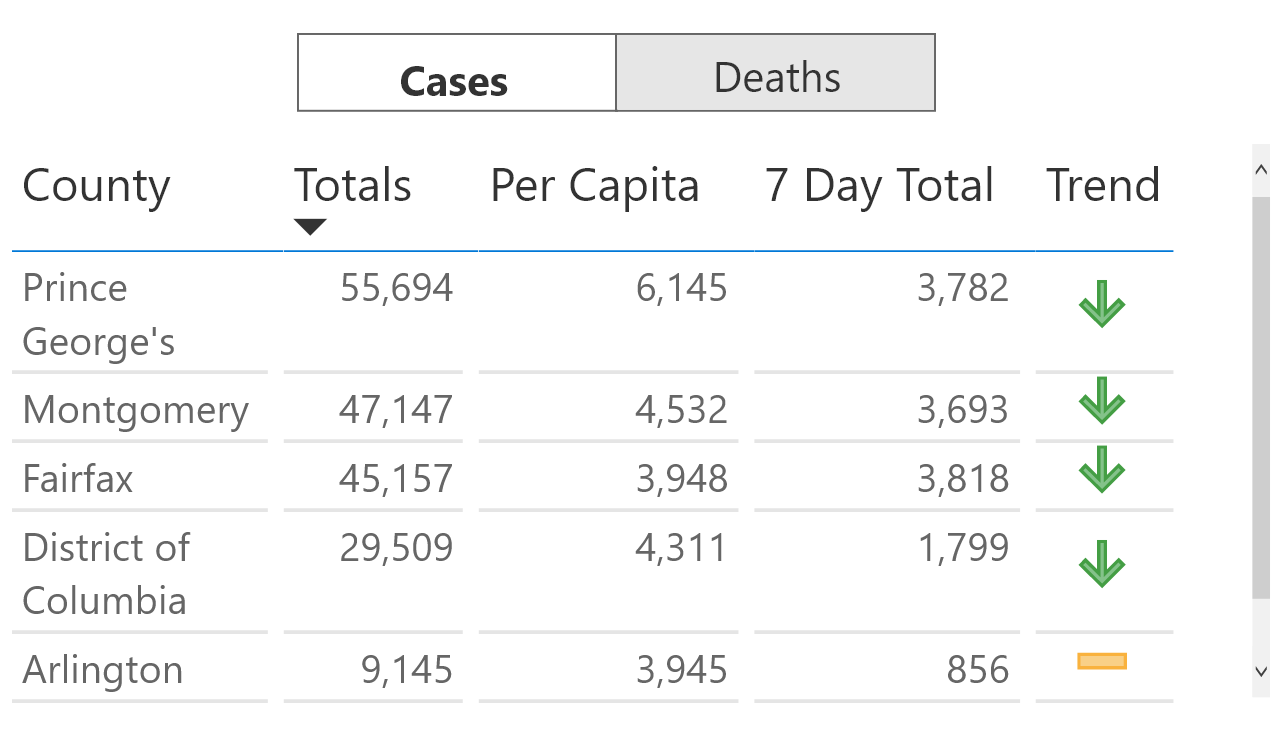 Cases Deaths
County Totals Per Capita 7 Day Total Trend
Prince 55,694 6,145 3,782
George's
Montgomery 47,147 4,532 3,693
Fairfax 45,157 3,948 3,818
District of 29,509 4,311 1,799
Columbia
Arlington 9,145 3,945 856